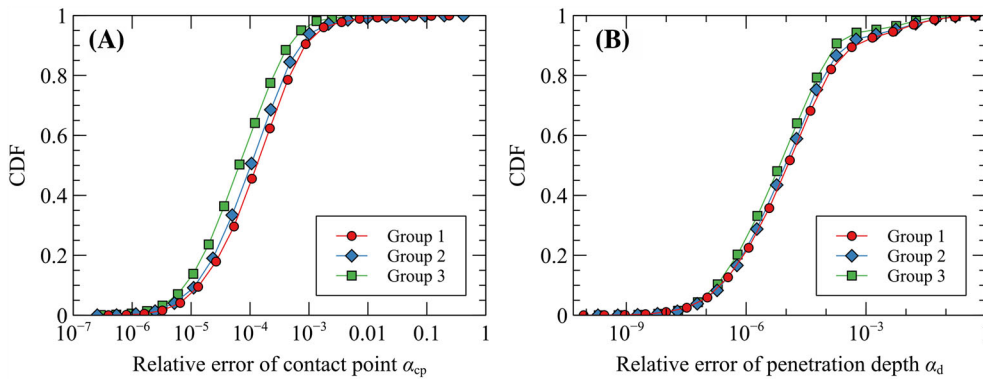 (A)
CDF
1
0.8
0.6
0.4
0.2
0
10⁻⁷
10⁻⁶
10⁻⁵
10⁻⁴
10⁻³
0.01
0.1
1
Group 1
Group 2
Group 3
Relative error of contact point α_cp
(B)
CDF
1
0.8
0.6
0.4
0.2
0
10⁻⁹
10⁻⁶
10⁻³
1
Group 1
Group 2
Group 3
Relative error of penetration depth α_d